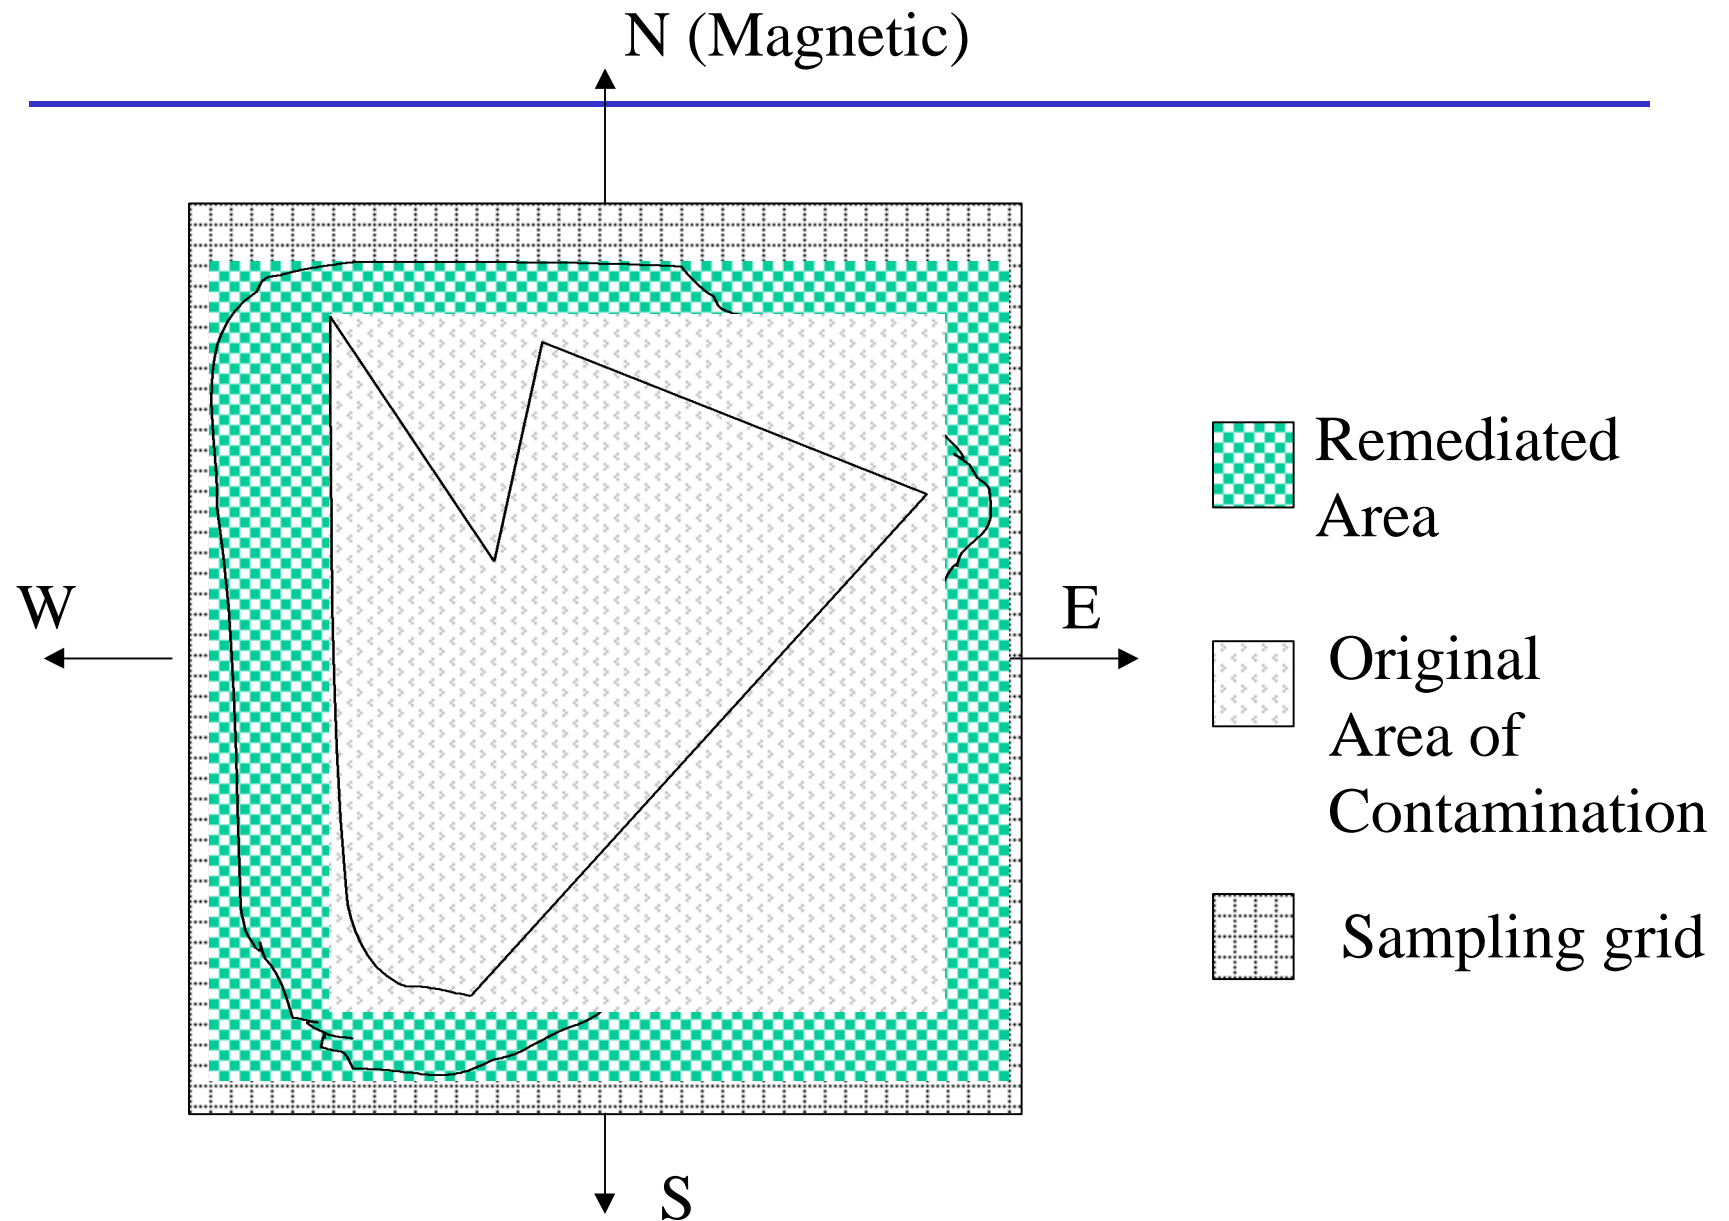 N (Magnetic)
W
E
S
Remediated
Area
Original
Area of
Contamination
Sampling grid